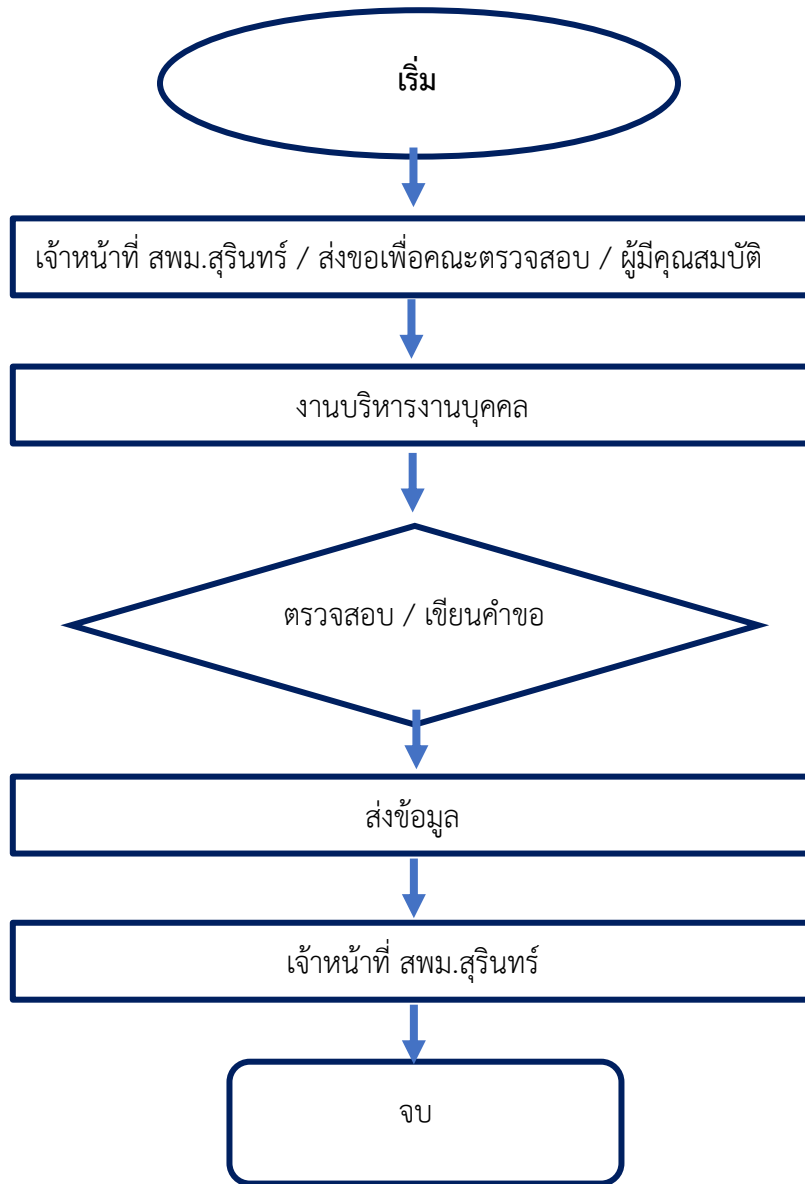 เริ่ม
เจ้าหน้าที่ สพม.สุรินทร์ / ส่งขอเพื่อคณะตรวจสอบ / ผู้มีคุณสมบัติ
งานบริหารงานบุคคล
ตรวจสอบ / เขียนคำขอ
ส่งข้อมูล
เจ้าหน้าที่ สพม.สุรินทร์
จบ